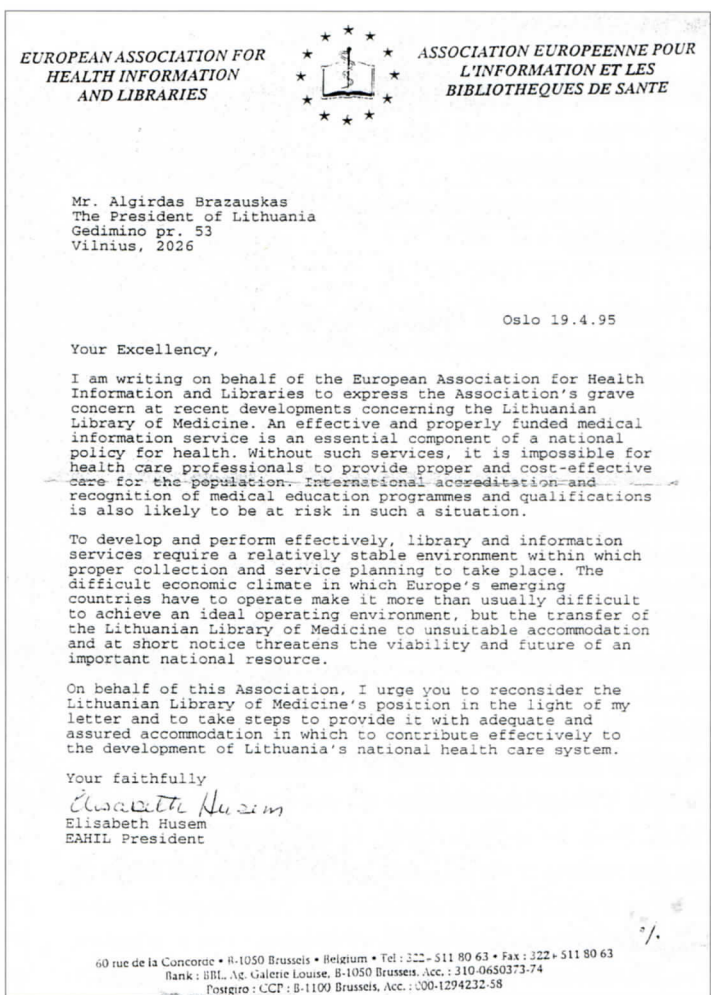 EUROPEAN ASSOCIATION FOR
HEALTH INFORMATION
AND LIBRARIES
ASSOCIATION EUROPEENNE POUR
L'INFORMATION ET LES
BIBLIOTHEQUES DE SANTE
Mr. Algirdas Brazauskas
The President of Lithuania
Gedimino pr. 53
Vilnius, 2026
Oslo 19.4.95
Your Excellency,
I am writing on behalf of the European Association for Health
Information and Libraries to express the Association's grave
concern at recent developments concerning the Lithuanian
Library of Medicine. An effective and properly funded medical
information service is an essential component of a national
policy for health. Without such services, it is impossible for
health care professionals to provide proper and cost-effective
care for the population. International accreditation and
recognition of medical education programmes and qualifications
is also likely to be at risk in such a situation.
To develop and perform effectively, library and information
services require a relatively stable environment within which
proper collection and service planning to take place. The
difficult economic climate in which Europe's emerging
countries have to operate make it more than usually difficult
to achieve an ideal operating environment, but the transfer of
the Lithuanian Library of Medicine to unsuitable accommodation
and at short notice threatens the viability and future of an
important national resource.
On behalf of this Association, I urge you to reconsider the
Lithuanian Library of Medicine's position in the light of my
letter and to take steps to provide it with adequate and
assured accommodation in which to contribute effectively to
the development of Lithuania's national health care system.
Your faithfully
Elisabeth Husem
Elisabeth Husem
EAHIL President
·/.
60 rue de la Concorde • B-1050 Brussels • Belgium • Tel : 322 + 511 80 63 • Fax : 322 + 511 80 63
Bank : BBL, Ag. Galerie Louise, B-1050 Brussels, Acc. : 310-0650373-74
Postgiro : CCP : B-1100 Brussels, Acc. : 000-1294232-58